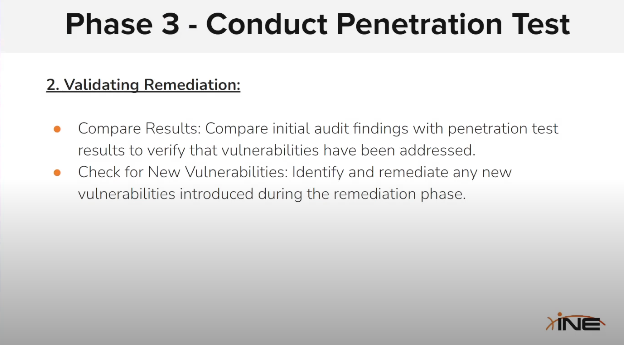 Phase 3 - Conduct Penetration Test
2. Validating Remediation:
● Compare Results: Compare initial audit findings with penetration test
results to verify that vulnerabilities have been addressed.
● Check for New Vulnerabilities: Identify and remediate any new
vulnerabilities introduced during the remediation phase.
INE